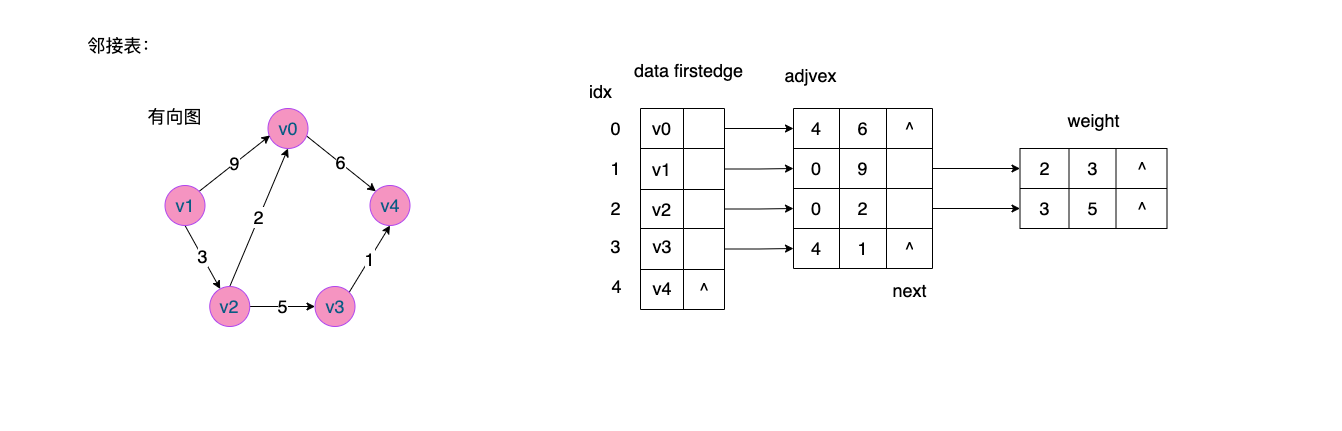 邻接表：
有向图
v0
9
6
v1
2
v4
3
1
v2
5
v3
data firstedge
adjvex
idx
weight
0 v0 4 6 ^
1 v1 0 9 2 3 ^
2 v2 0 2 3 5 ^
3 v3 4 1 ^
4 v4 ^
next